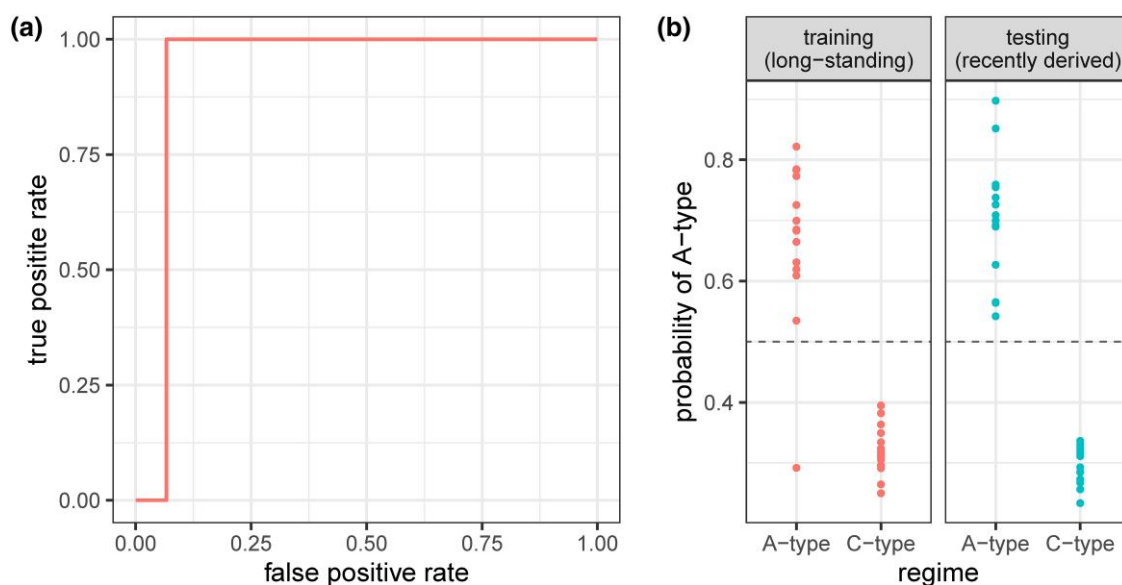 (a)
1.00
0.75
0.50
0.25
0.00
true positite rate
0.00 0.25 0.50 0.75 1.00
false positive rate
(b)
training
(long−standing)
testing
(recently derived)
0.8
0.6
0.4
probability of A−type
A−type C−type A−type C−type
regime